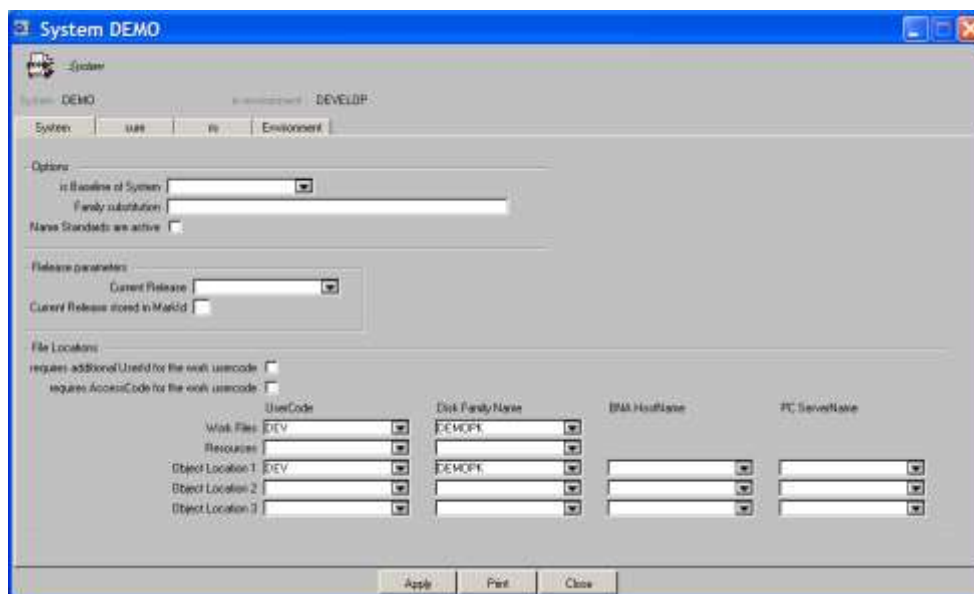 System DEMO
System
System DEMO in environment DEVELOP
System Environment
Options
is Baseline of System
Family substitution
Name Standards are active
Release parameters
Current Release
Current Release stored in MarkId
File Locations
requires additional UserId for the work usercode
requires AccessCode for the work usercode
UserCode Disk Family Name BNA HostName PC ServerName
Work Files DEV DEMOPK
Resources
Object Location 1 DEV DEMOPK
Object Location 2
Object Location 3
Apply Print Close